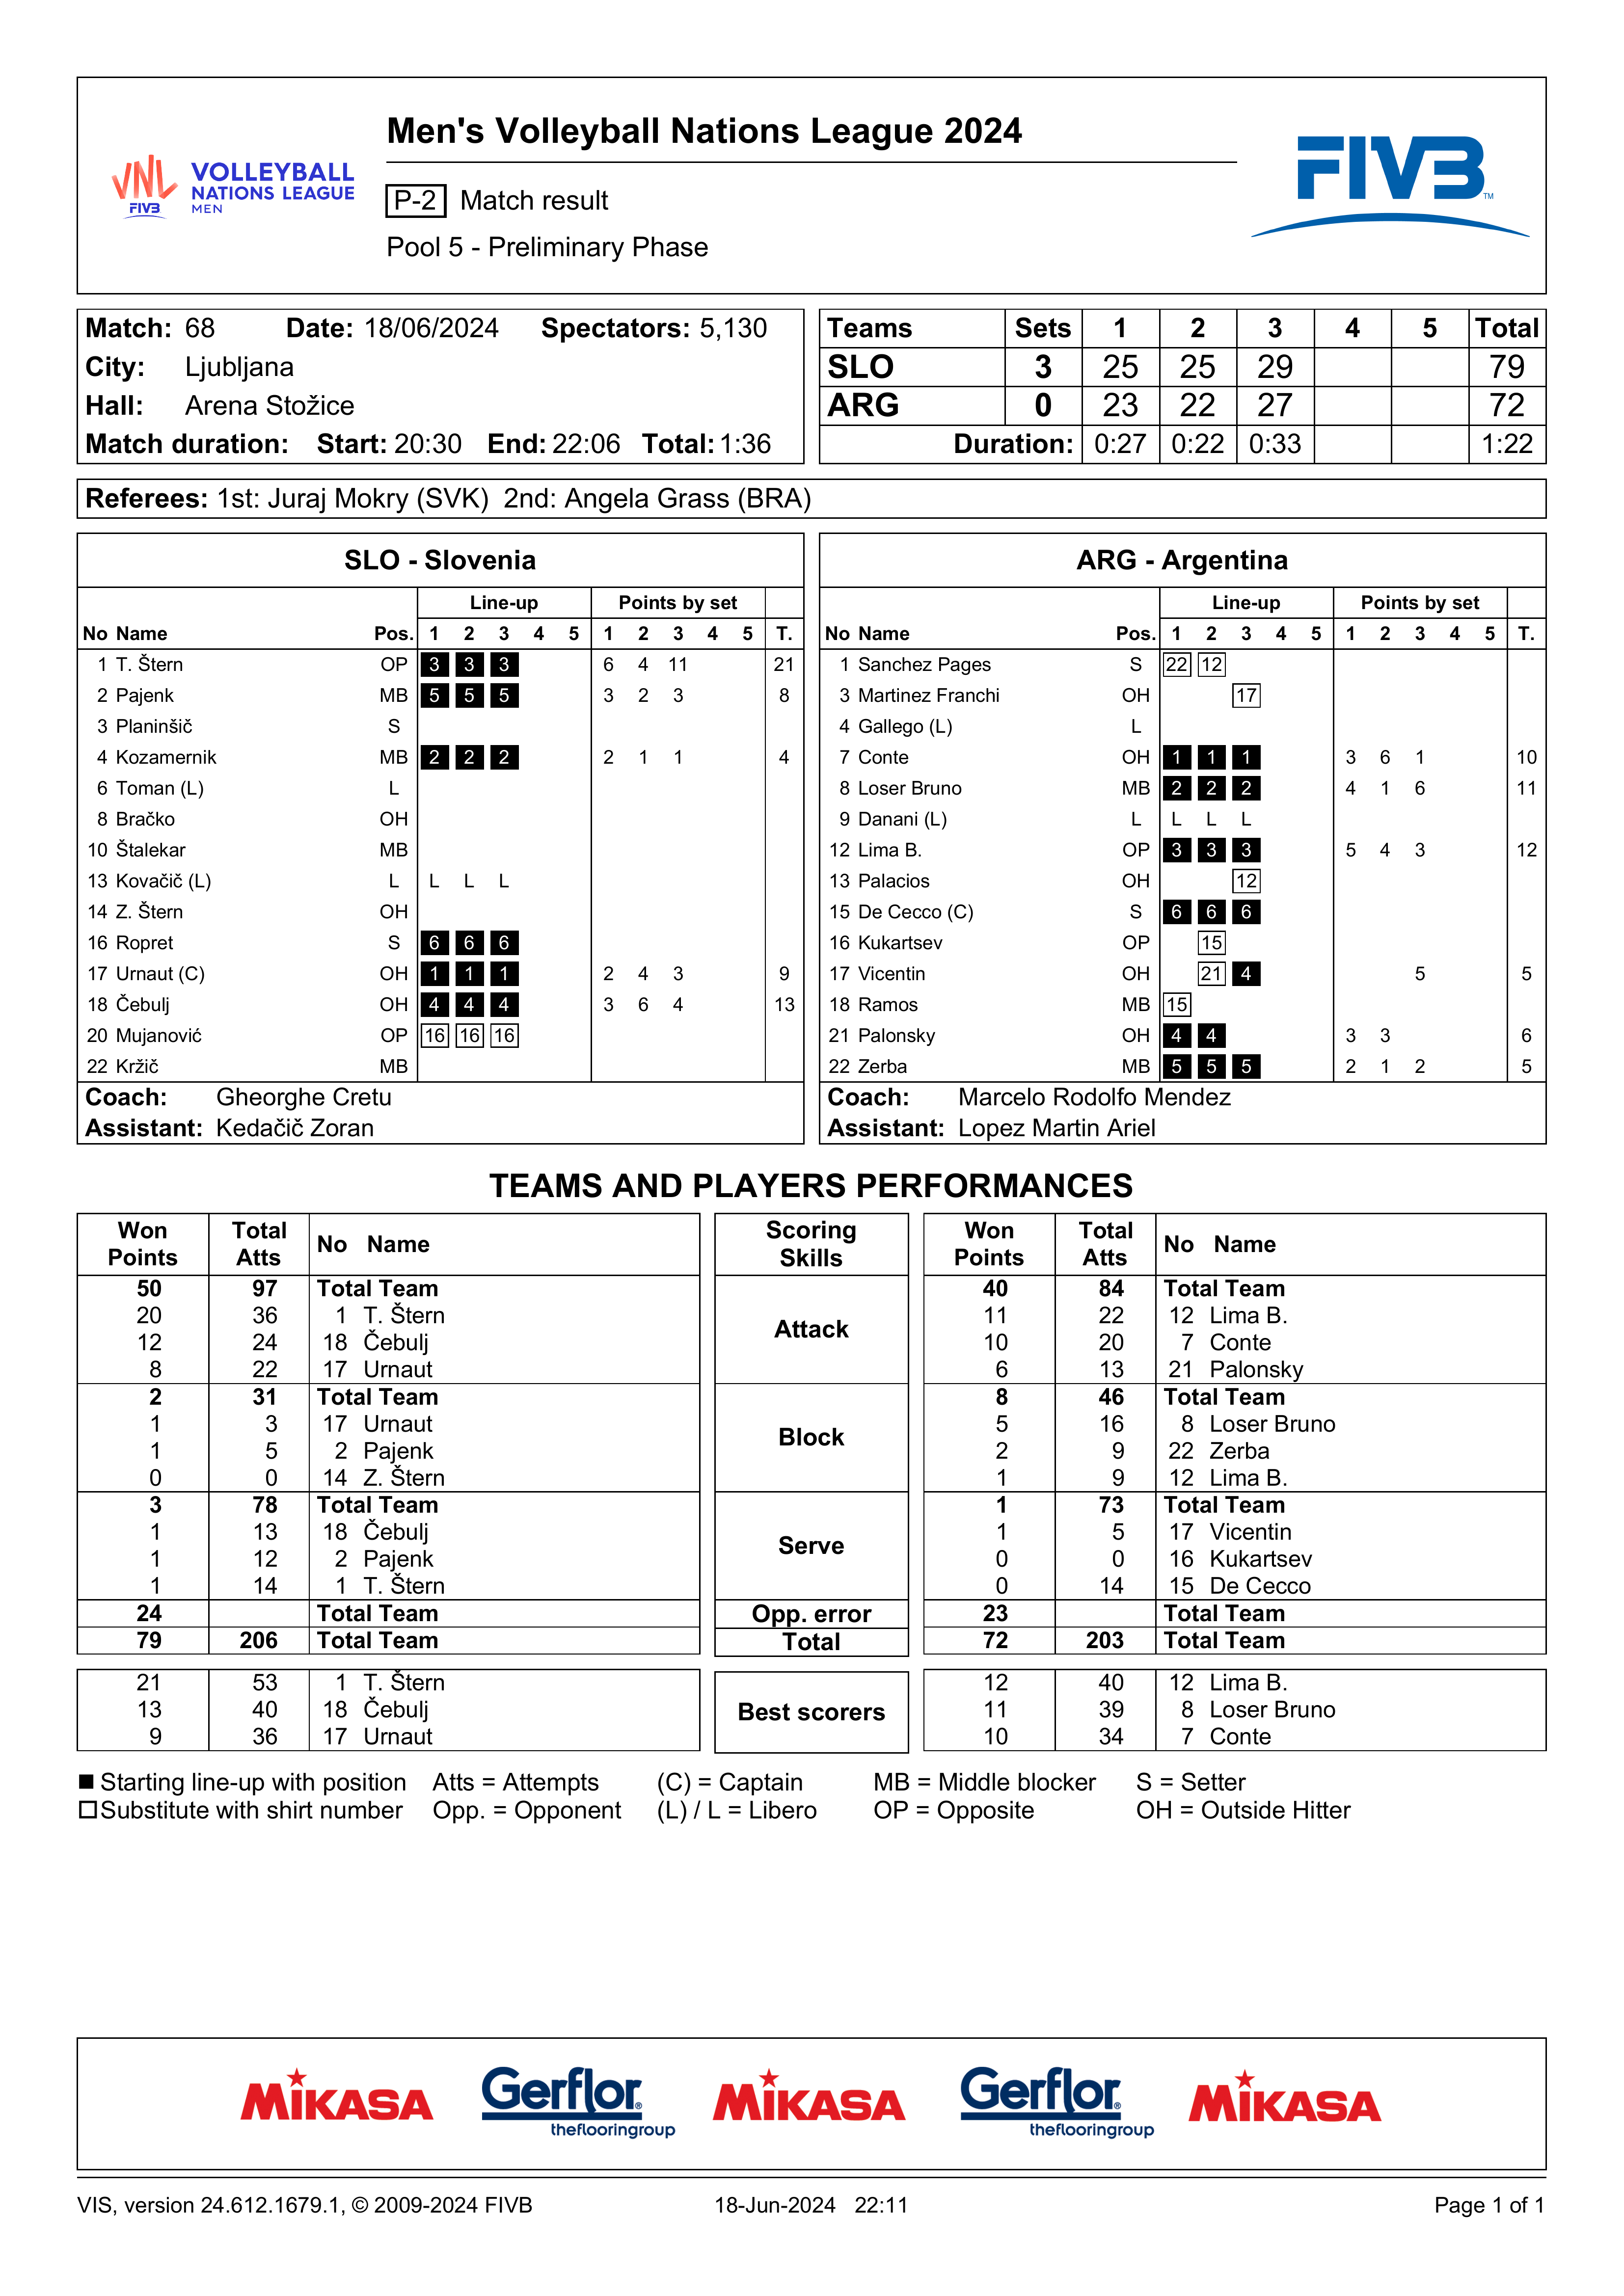 Men's Volleyball Nations League 2024
VNL FIVB VOLLEYBALL NATIONS LEAGUE MEN
P-2 Match result
Pool 5 - Preliminary Phase
FIVB TM
Match: 68 Date: 18/06/2024 Spectators: 5,130
City: Ljubljana
Hall: Arena Stožice
Match duration: Start: 20:30 End: 22:06 Total: 1:36
Teams Sets 1 2 3 4 5 Total
SLO 3 25 25 29 79
ARG 0 23 22 27 72
Duration: 0:27 0:22 0:33 1:22
Referees: 1st: Juraj Mokry (SVK) 2nd: Angela Grass (BRA)
SLO - Slovenia
Line-up Points by set
No Name Pos. 1 2 3 4 5 1 2 3 4 5 T.
1 T. Štern OP 3 3 3 6 4 11 21
2 Pajenk MB 5 5 5 3 2 3 8
3 Planinšič S
4 Kozamernik MB 2 2 2 2 1 1 4
6 Toman (L) L
8 Bračko OH
10 Štalekar MB
13 Kovačič (L) L L L L
14 Z. Štern OH
16 Ropret S 6 6 6
17 Urnaut (C) OH 1 1 1 2 4 3 9
18 Čebulj OH 4 4 4 3 6 4 13
20 Mujanović OP 16 16 16
22 Kržič MB
Coach: Gheorghe Cretu
Assistant: Kedačič Zoran
ARG - Argentina
Line-up Points by set
No Name Pos. 1 2 3 4 5 1 2 3 4 5 T.
1 Sanchez Pages S 22 12
3 Martinez Franchi OH 17
4 Gallego (L) L
7 Conte OH 1 1 1 3 6 1 10
8 Loser Bruno MB 2 2 2 4 1 6 11
9 Danani (L) L L L L
12 Lima B. OP 3 3 3 5 4 3 12
13 Palacios OH 12
15 De Cecco (C) S 6 6 6
16 Kukartsev OP 15
17 Vicentin OH 21 4 5 5
18 Ramos MB 15
21 Palonsky OH 4 4 3 3 6
22 Zerba MB 5 5 5 2 1 2 5
Coach: Marcelo Rodolfo Mendez
Assistant: Lopez Martin Ariel
TEAMS AND PLAYERS PERFORMANCES
Won Points Total Atts No Name Scoring Skills Won Points Total Atts No Name
50 97 Total Team Attack 40 84 Total Team
20 36 1 T. Štern 11 22 12 Lima B.
12 24 18 Čebulj 10 20 7 Conte
8 22 17 Urnaut 6 13 21 Palonsky
2 31 Total Team Block 8 46 Total Team
1 3 17 Urnaut 5 16 8 Loser Bruno
1 5 2 Pajenk 2 9 22 Zerba
0 0 14 Z. Štern 1 9 12 Lima B.
3 78 Total Team Serve 1 73 Total Team
1 13 18 Čebulj 1 5 17 Vicentin
1 12 2 Pajenk 0 0 16 Kukartsev
1 14 1 T. Štern 0 14 15 De Cecco
24 Total Team Opp. error 23 Total Team
79 206 Total Team Total 72 203 Total Team
21 53 1 T. Štern Best scorers 12 40 12 Lima B.
13 40 18 Čebulj 11 39 8 Loser Bruno
9 36 17 Urnaut 10 34 7 Conte
Starting line-up with position Atts = Attempts (C) = Captain MB = Middle blocker S = Setter
Substitute with shirt number Opp. = Opponent (L) / L = Libero OP = Opposite OH = Outside Hitter
MIKASA Gerflor® theflooringgroup MIKASA Gerflor® theflooringgroup MIKASA
VIS, version 24.612.1679.1, © 2009-2024 FIVB 18-Jun-2024 22:11 Page 1 of 1